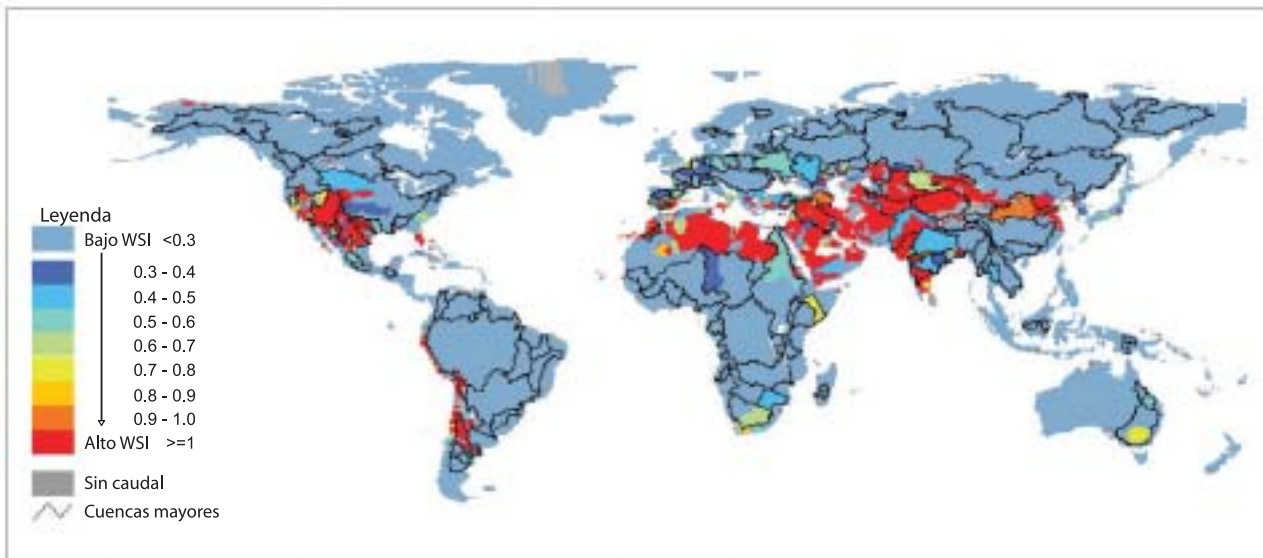 Leyenda
Bajo WSI <0.3
0.3 - 0.4
0.4 - 0.5
0.5 - 0.6
0.6 - 0.7
0.7 - 0.8
0.8 - 0.9
0.9 - 1.0
Alto WSI >=1
Sin caudal
Cuencas mayores